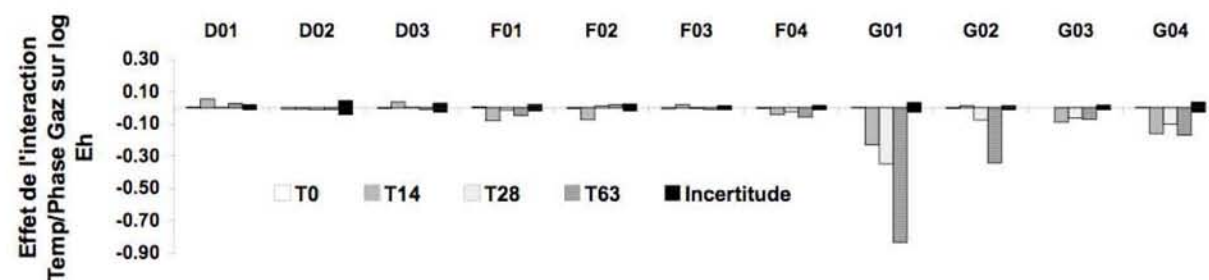 D01 D02 D03 F01 F02 F03 F04 G01 G02 G03 G04
Effet de l'interaction
Temp/Phase Gaz sur log
Eh
0.30
0.10
-0.10
-0.30
-0.50
-0.70
-0.90
T0 T14 T28 T63 Incertitude